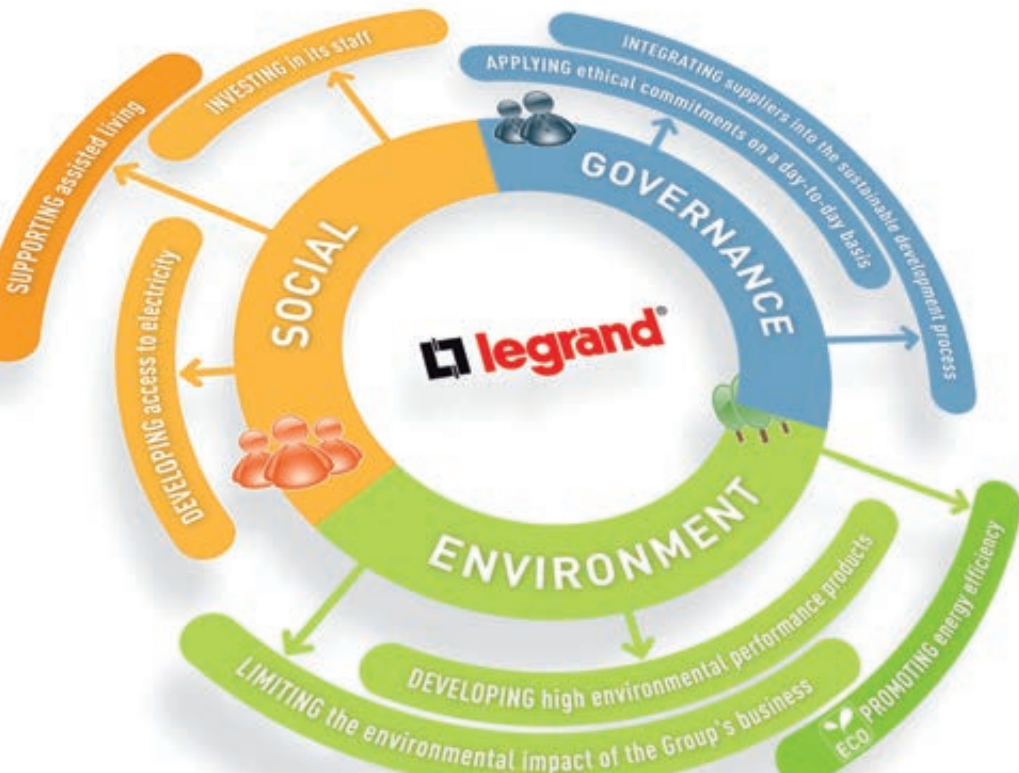 INVESTING in its staff
SUPPORTING assisted living
DEVELOPING access to electricity
SOCIAL
INTEGRATING suppliers into the sustainable development process
APPLYING ethical commitments on a day-to-day basis
GOVERNANCE
legrand®
ENVIRONMENT
DEVELOPING high environmental performance products
LIMITING the environmental impact of the Group's business
ECO PROMOTING energy efficiency